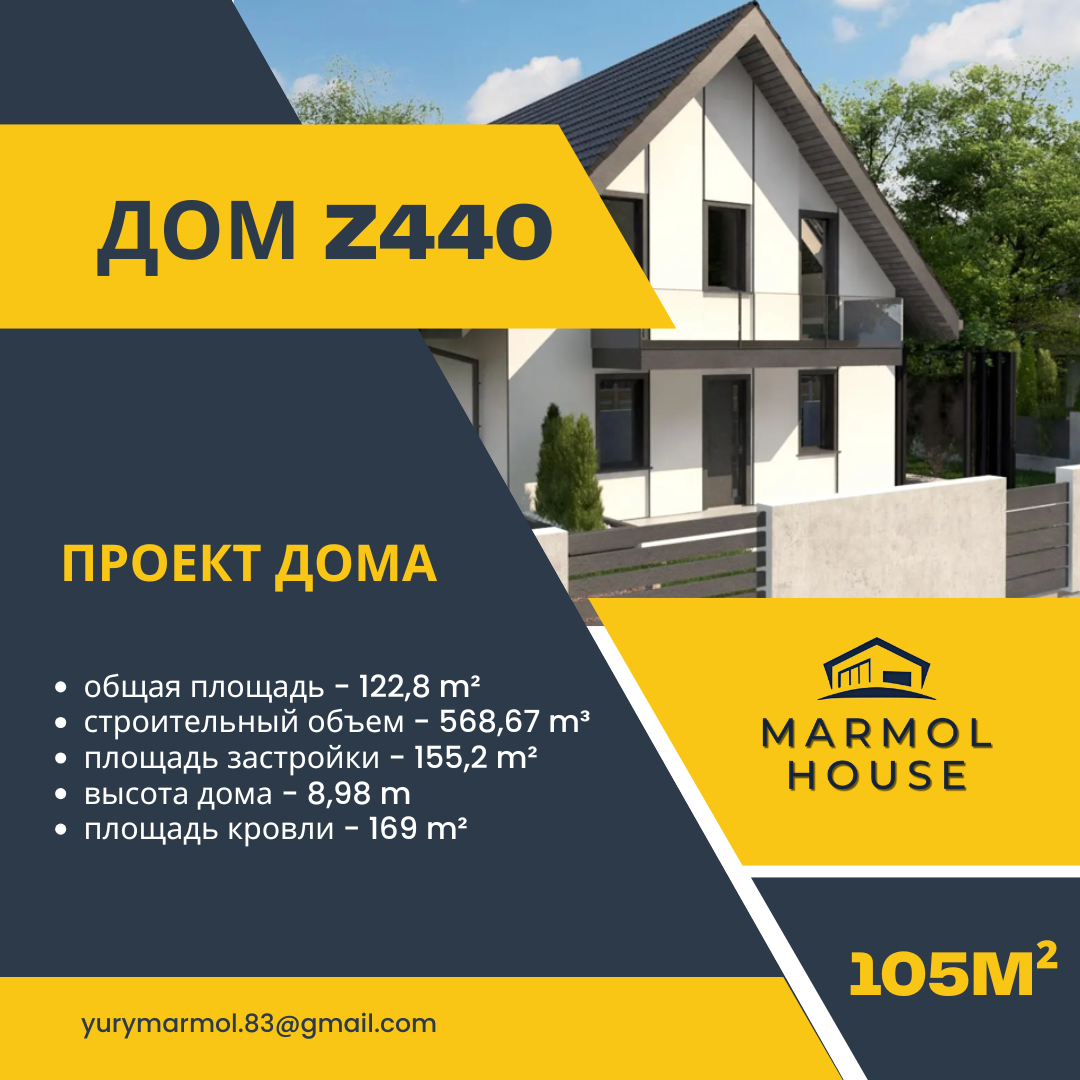 ДОМ Z440
ПРОЕКТ ДОМА
• общая площадь - 122,8 m²
• строительный объем - 568,67 m³
• площадь застройки - 155,2 m²
• высота дома - 8,98 m
• площадь кровли - 169 m²
MARMOL
HOUSE
105М²
yurymarmol.83@gmail.com